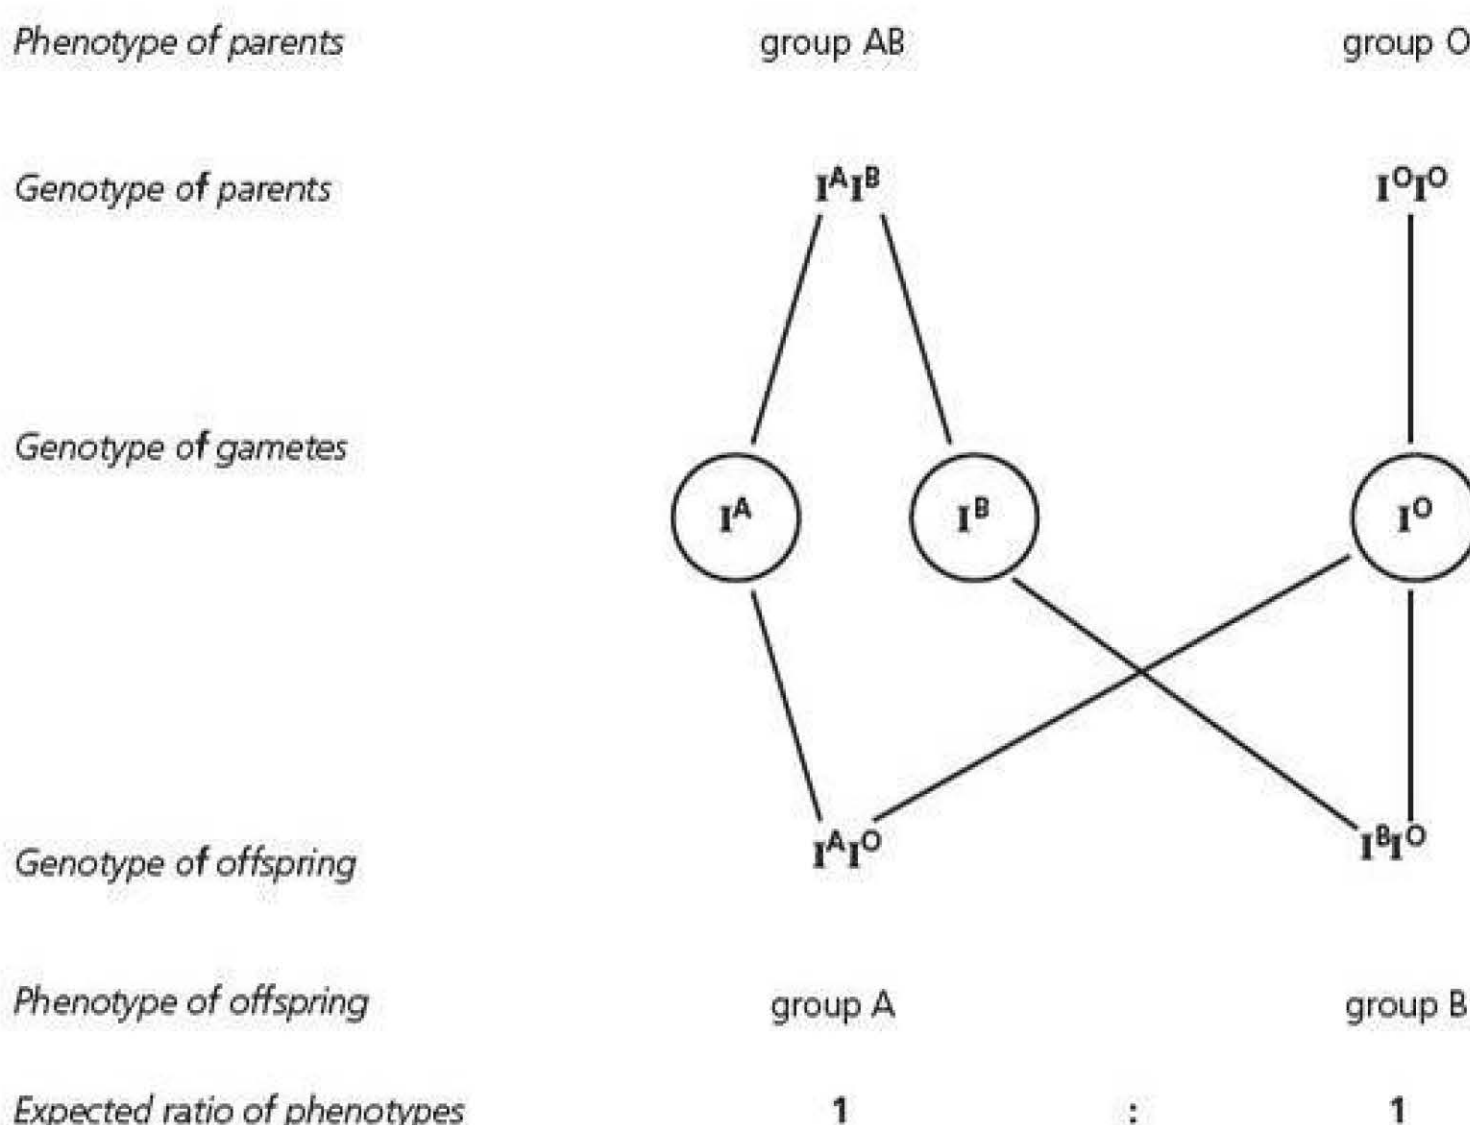 Phenotype of parents group AB group O
Genotype of parents IᴬIᴮ IᴼIᴼ
Genotype of gametes
Iᴬ Iᴮ Iᴼ
Genotype of offspring IᴬIᴼ IᴮIᴼ
Phenotype of offspring group A group B
Expected ratio of phenotypes 1 : 1